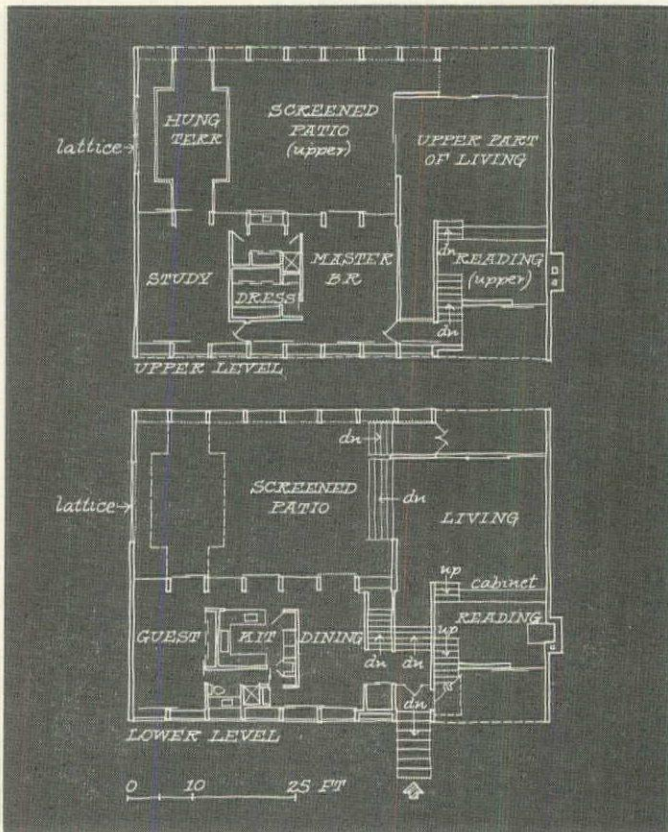 HUNG
TERR
SCREENED
PATIO
(upper)
lattice
UPPER PART
OF LIVING
dn
READING
(upper)
STUDY
MASTER
B.R
DRESS
dn
UPPER LEVEL
dn
SCREENED
PATIO
dn
lattice
LIVING
up
cabinet
GUEST
KIT
DINING
READING
up
dn
dn
dn
LOWER LEVEL
0 10 25 FT